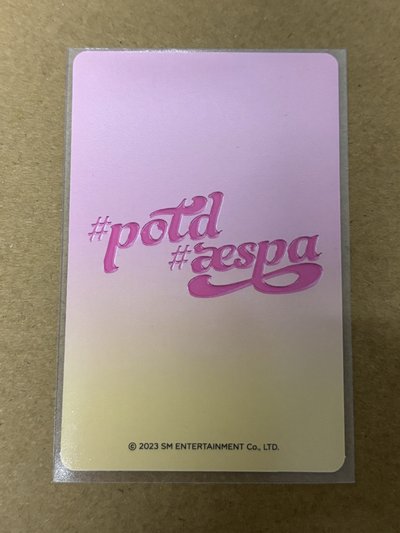 #potd
#æspa
© 2023 SM ENTERTAINMENT Co., LTD.